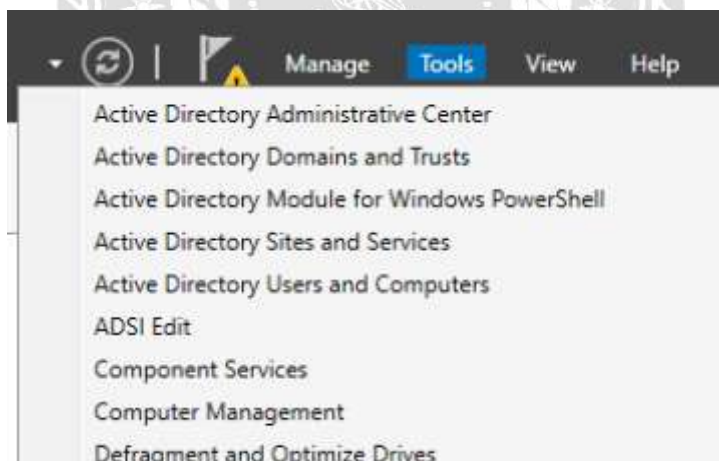 Manage Tools View Help
Active Directory Administrative Center
Active Directory Domains and Trusts
Active Directory Module for Windows PowerShell
Active Directory Sites and Services
Active Directory Users and Computers
ADSI Edit
Component Services
Computer Management
Defragment and Optimize Drives